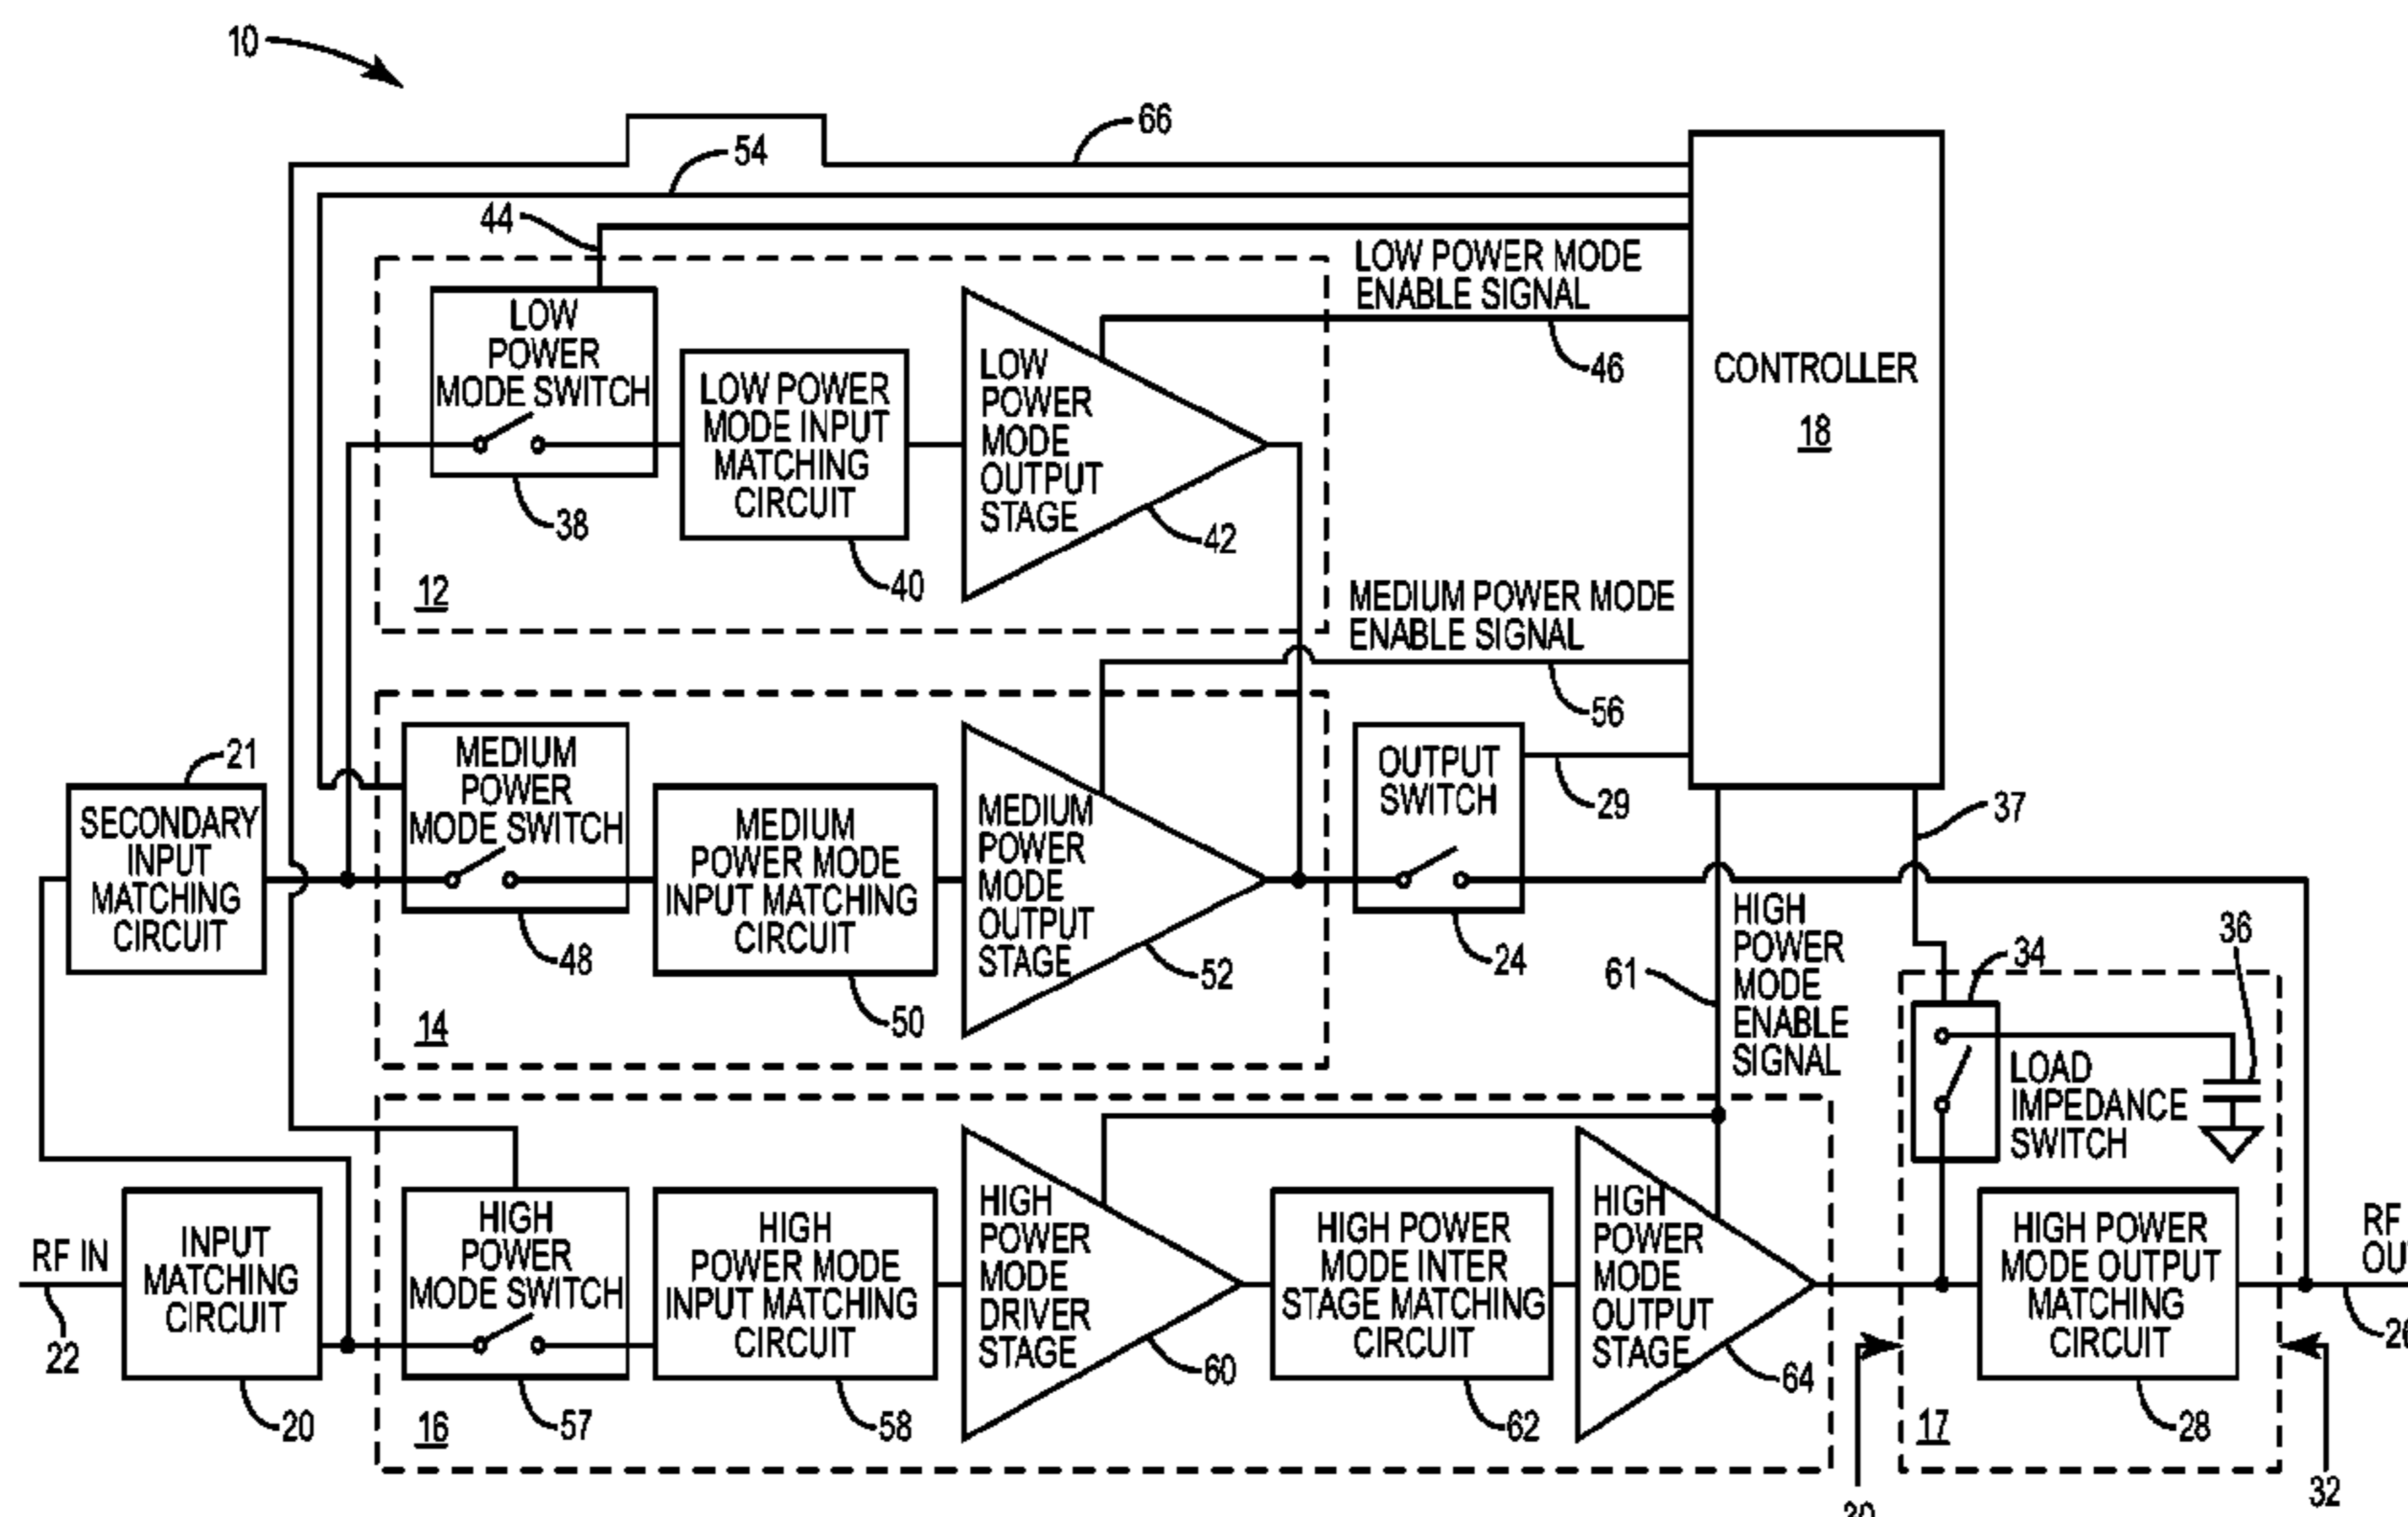 10
66
54
44
LOW POWER MODE
ENABLE SIGNAL
46
CONTROLLER
18
LOW
POWER
MODE SWITCH
38
LOW POWER
MODE INPUT
MATCHING
CIRCUIT
40
LOW
POWER
MODE
OUTPUT
STAGE
42
12
MEDIUM POWER MODE
ENABLE SIGNAL
56
21
SECONDARY
INPUT
MATCHING
CIRCUIT
MEDIUM
POWER
MODE SWITCH
48
MEDIUM
POWER MODE
INPUT MATCHING
CIRCUIT
50
MEDIUM
POWER
MODE
OUTPUT
STAGE
52
14
OUTPUT
SWITCH
24
29
37
HIGH
POWER
MODE
ENABLE
SIGNAL
61
34
36
LOAD
IMPEDANCE
SWITCH
RF IN
22
INPUT
MATCHING
CIRCUIT
20
HIGH
POWER
MODE SWITCH
57
HIGH
POWER MODE
INPUT MATCHING
CIRCUIT
58
HIGH
POWER
MODE
DRIVER
STAGE
60
HIGH POWER
MODE INTER
STAGE MATCHING
CIRCUIT
62
HIGH
POWER
MODE
OUTPUT
STAGE
64
16
HIGH POWER
MODE OUTPUT
MATCHING
CIRCUIT
28
17
RF
32